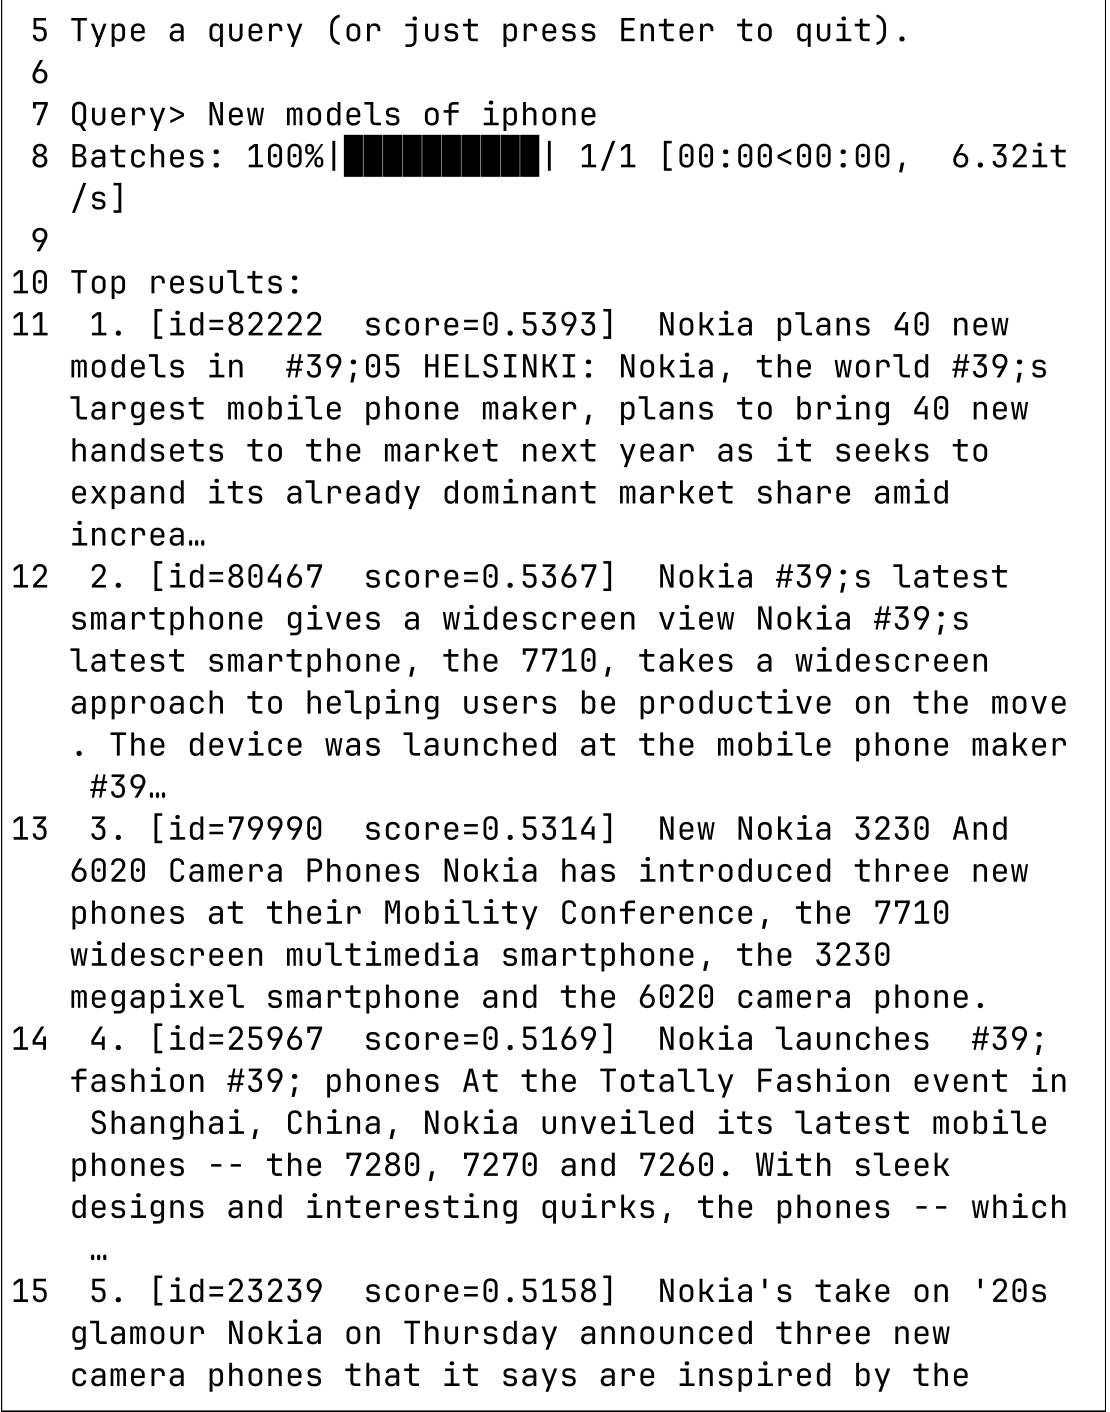 5 Type a query (or just press Enter to quit).
6
7 Query> New models of iphone
8 Batches: 100%|██████████| 1/1 [00:00<00:00,  6.32it
/s]
9
10 Top results:
11  1. [id=82222  score=0.5393]  Nokia plans 40 new
models in  #39;05 HELSINKI: Nokia, the world #39;s
largest mobile phone maker, plans to bring 40 new
handsets to the market next year as it seeks to
expand its already dominant market share amid
increa…
12  2. [id=80467  score=0.5367]  Nokia #39;s latest
smartphone gives a widescreen view Nokia #39;s
latest smartphone, the 7710, takes a widescreen
approach to helping users be productive on the move
. The device was launched at the mobile phone maker
#39…
13  3. [id=79990  score=0.5314]  New Nokia 3230 And
6020 Camera Phones Nokia has introduced three new
phones at their Mobility Conference, the 7710
widescreen multimedia smartphone, the 3230
megapixel smartphone and the 6020 camera phone.
14  4. [id=25967  score=0.5169]  Nokia launches  #39;
fashion #39; phones At the Totally Fashion event in
Shanghai, China, Nokia unveiled its latest mobile
phones -- the 7280, 7270 and 7260. With sleek
designs and interesting quirks, the phones -- which
…
15  5. [id=23239  score=0.5158]  Nokia's take on '20s
glamour Nokia on Thursday announced three new
camera phones that it says are inspired by the